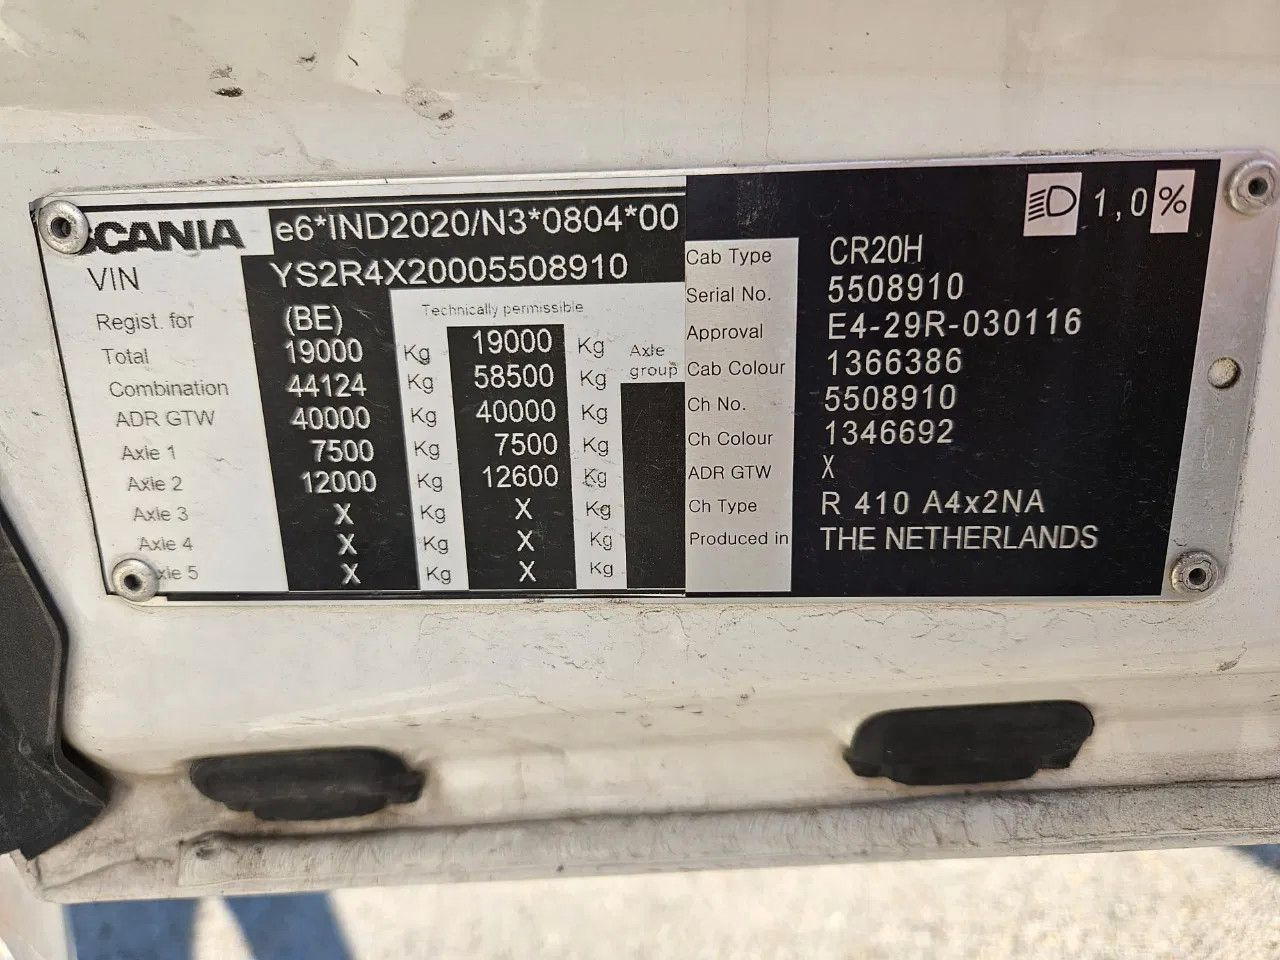 SCANIA e6*IND2020/N3*0804*00
VIN YS2R4X20005508910
Technically permissible
Regist. for (BE)
Total 19000 Kg 19000 Kg Axle group
Combination 44124 Kg 58500 Kg
ADR GTW 40000 Kg 40000 Kg
Axle 1 7500 Kg 7500 Kg
Axle 2 12000 Kg 12600 Kg
Axle 3 X Kg X Kg
Axle 4 X Kg X Kg
Axle 5 X Kg X Kg
1,0 %
Cab Type CR20H
Serial No. 5508910
Approval E4-29R-030116
Cab Colour 1366386
Ch No. 5508910
Ch Colour 1346692
ADR GTW X
Ch Type R 410 A4x2NA
Produced in THE NETHERLANDS